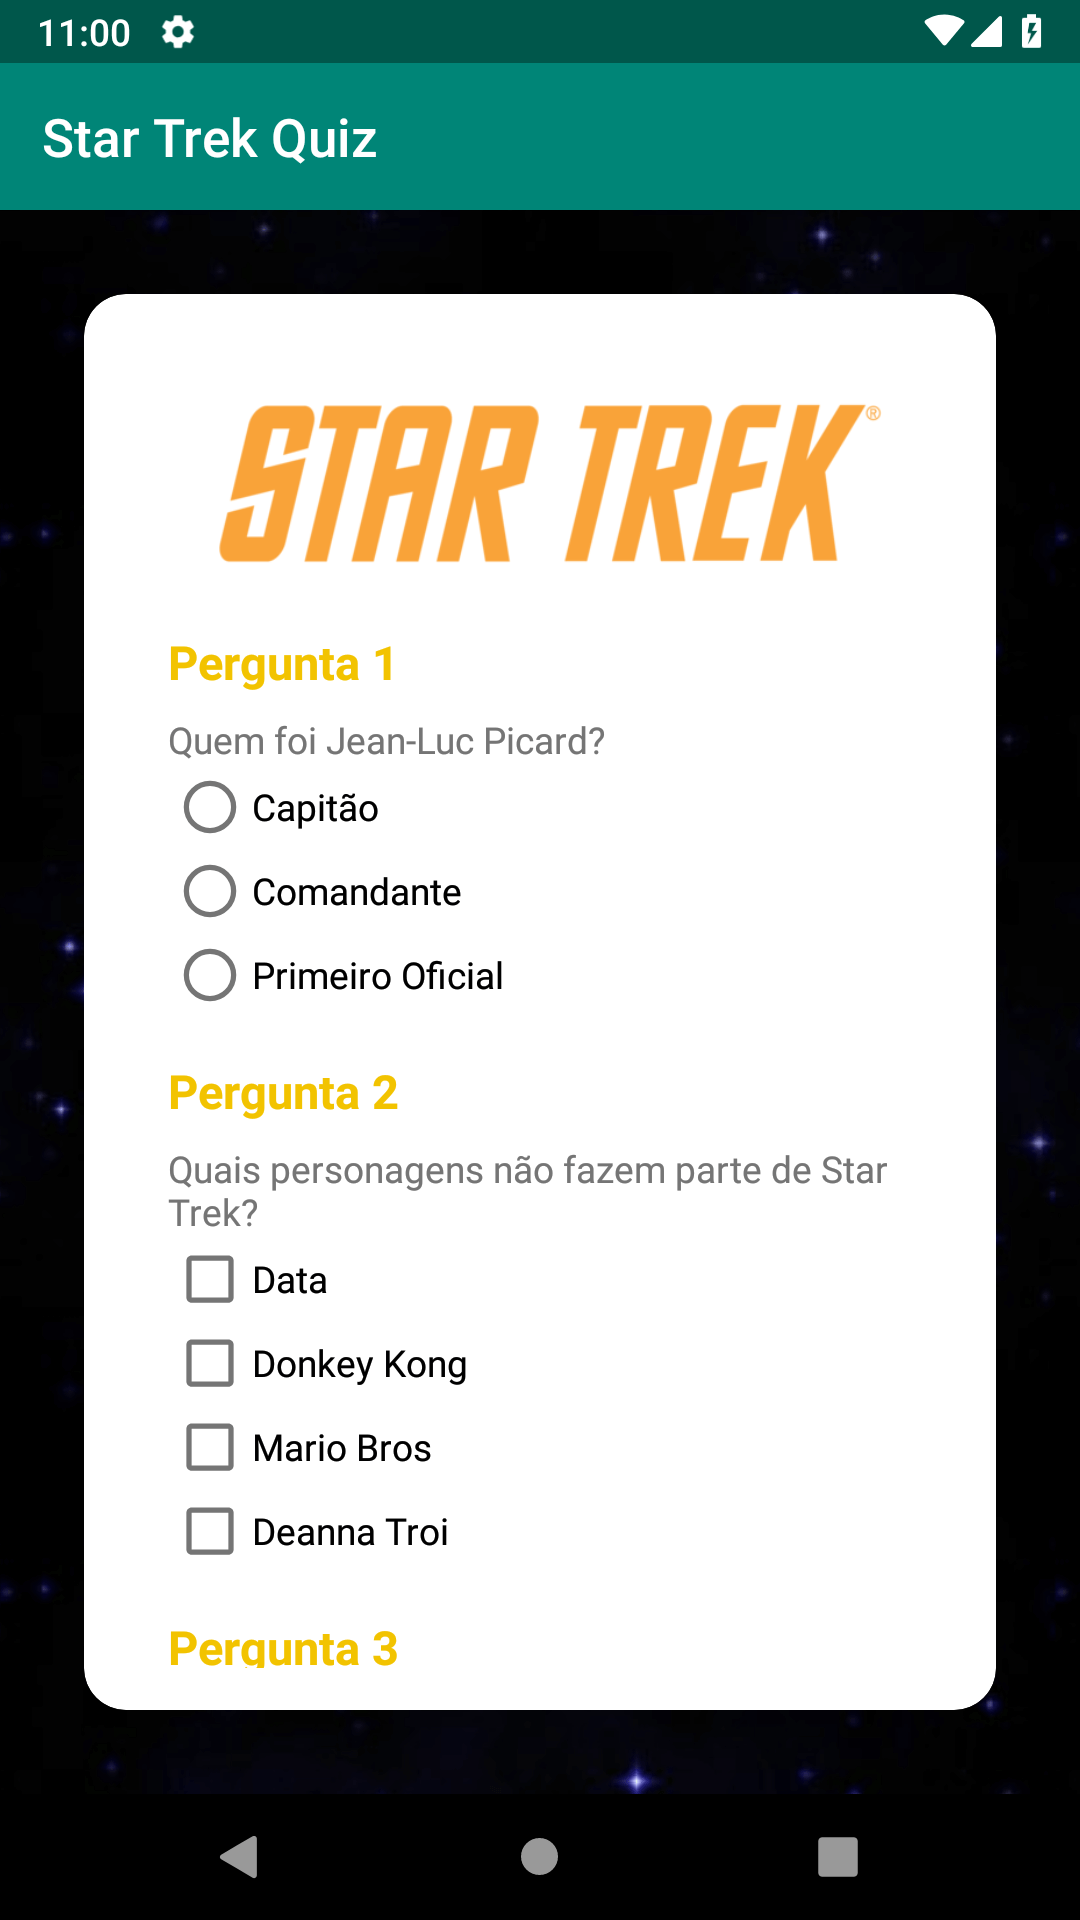 11:00
Star Trek Quiz
STAR TREK®
Pergunta 1
Quem foi Jean-Luc Picard?
Capitão
Comandante
Primeiro Oficial
Pergunta 2
Quais personagens não fazem parte de Star
Trek?
Data
Donkey Kong
Mario Bros
Deanna Troi
Pergunta 3